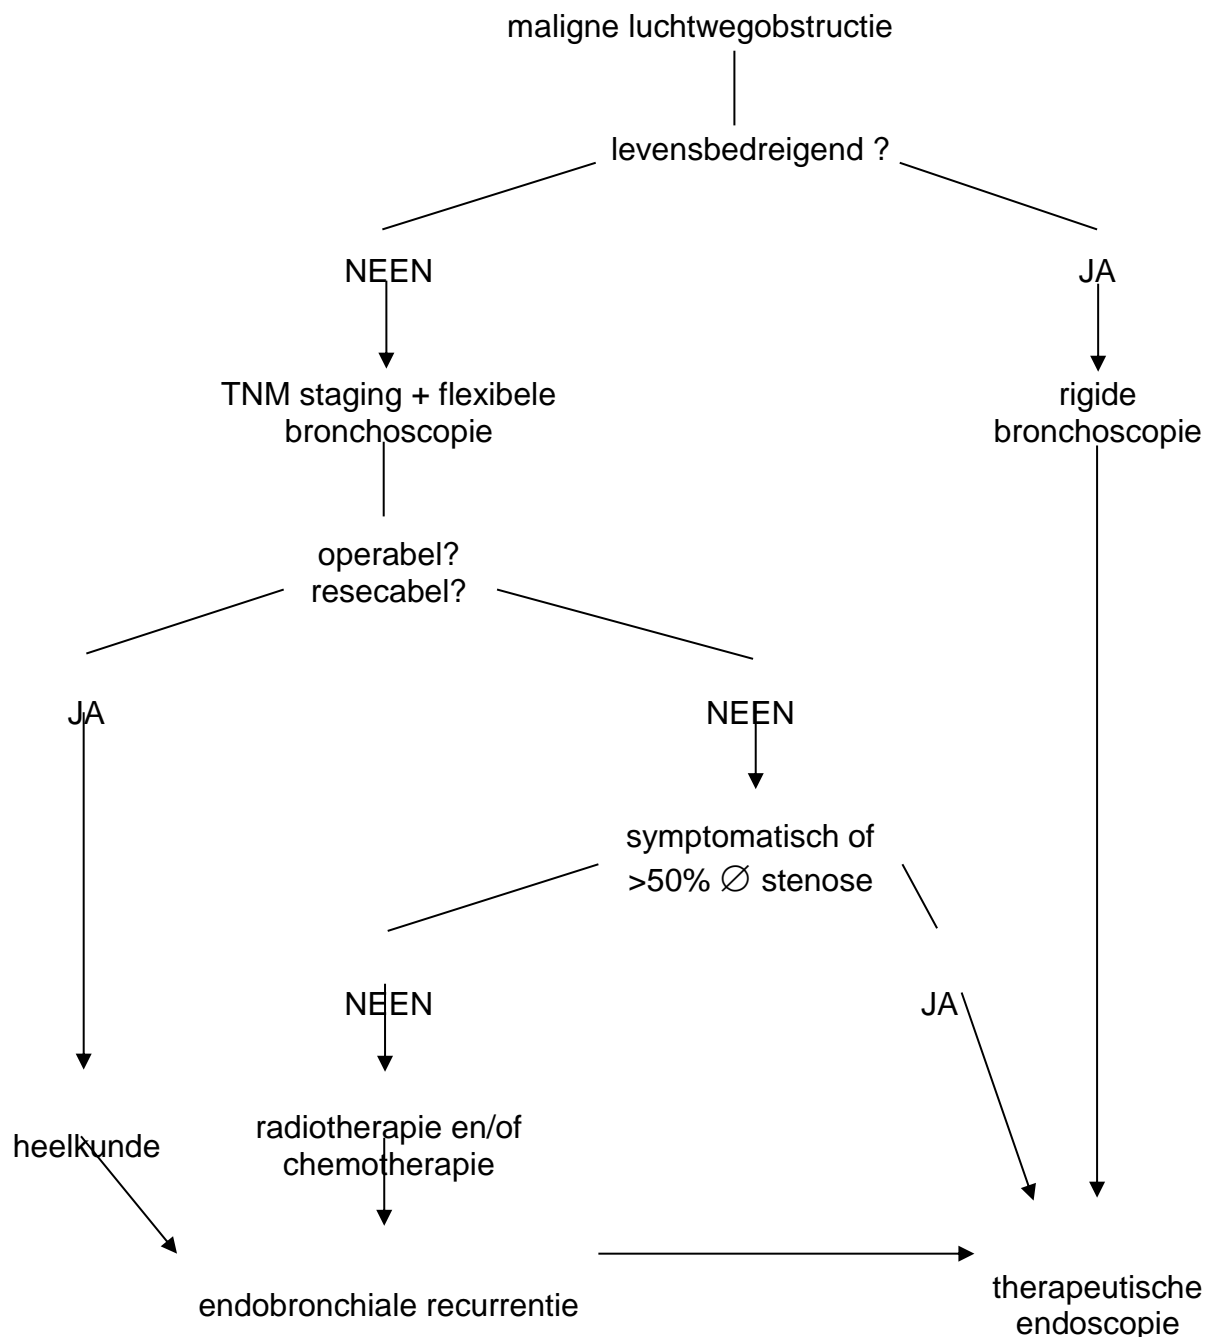 maligne luchtwegobstructie
levensbedreigend ?
NEEN
JA
TNM staging + flexibele
bronchoscopie
rigide
bronchoscopie
operabel?
resecabel?
JA
NEEN
symptomatisch of
>50% ∅ stenose
NEEN
JA
heelkunde
radiotherapie en/of
chemotherapie
endobronchiale recurrentie
therapeutische
endoscopie